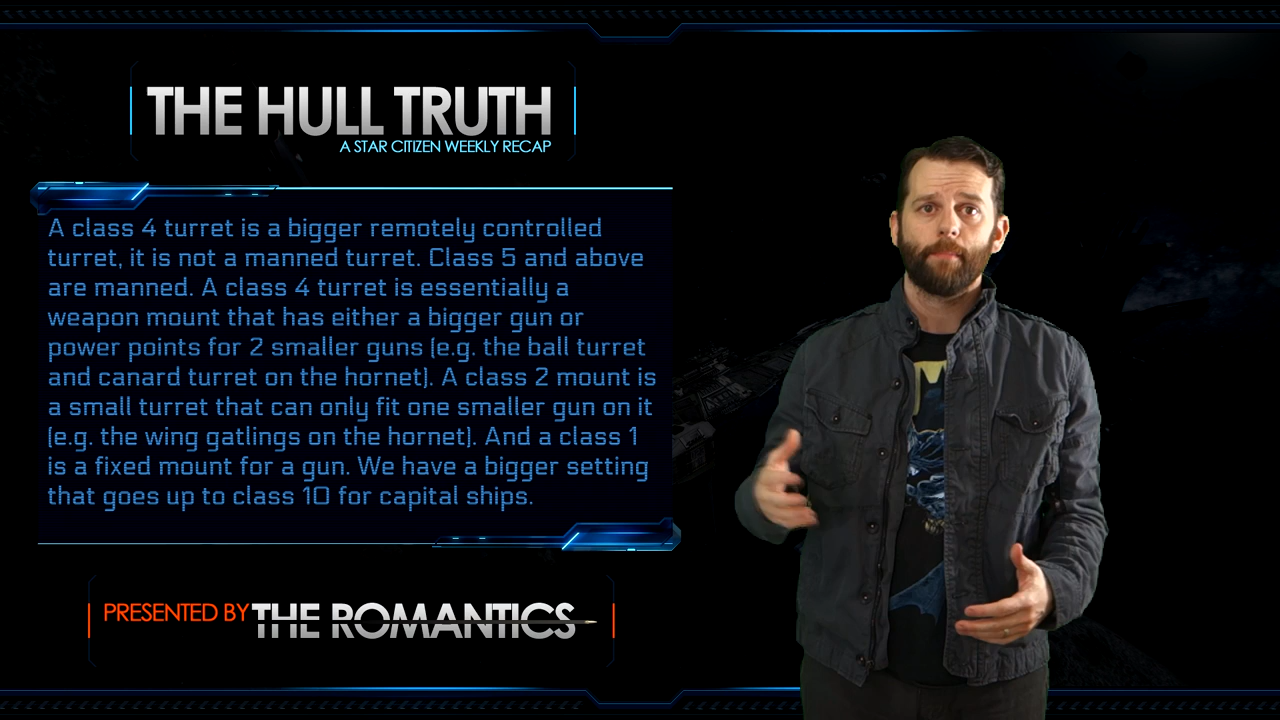 THE HULL TRUTH
A STAR CITIZEN WEEKLY RECAP
A class 4 turret is a bigger remotely controlled
turret, it is not a manned turret. Class 5 and above
are manned. A class 4 turret is essentially a
weapon mount that has either a bigger gun or
power points for 2 smaller guns (e.g. the ball turret
and canard turret on the hornet). A class 2 mount is
a small turret that can only fit one smaller gun on it
(e.g. the wing gatlings on the hornet). And a class 1
is a fixed mount for a gun. We have a bigger setting
that goes up to class 10 for capital ships.
PRESENTED BY THE ROMANTICS